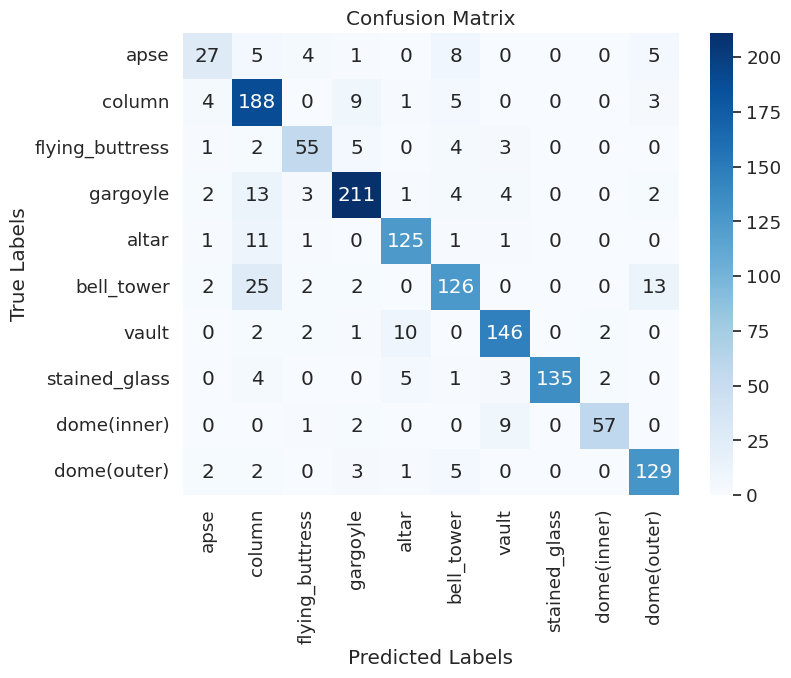 Confusion Matrix
True Labels
apse 27 5 4 1 0 8 0 0 0 5
column 4 188 0 9 1 5 0 0 0 3
flying_buttress 1 2 55 5 0 4 3 0 0 0
gargoyle 2 13 3 211 1 4 4 0 0 2
altar 1 11 1 0 125 1 1 0 0 0
bell_tower 2 25 2 2 0 126 0 0 0 13
vault 0 2 2 1 10 0 146 0 2 0
stained_glass 0 4 0 0 5 1 3 135 2 0
dome(inner) 0 0 1 2 0 0 9 0 57 0
dome(outer) 2 2 0 3 1 5 0 0 0 129
apse column flying_buttress gargoyle altar bell_tower vault stained_glass dome(inner) dome(outer)
Predicted Labels
200
175
150
125
100
75
50
25
0